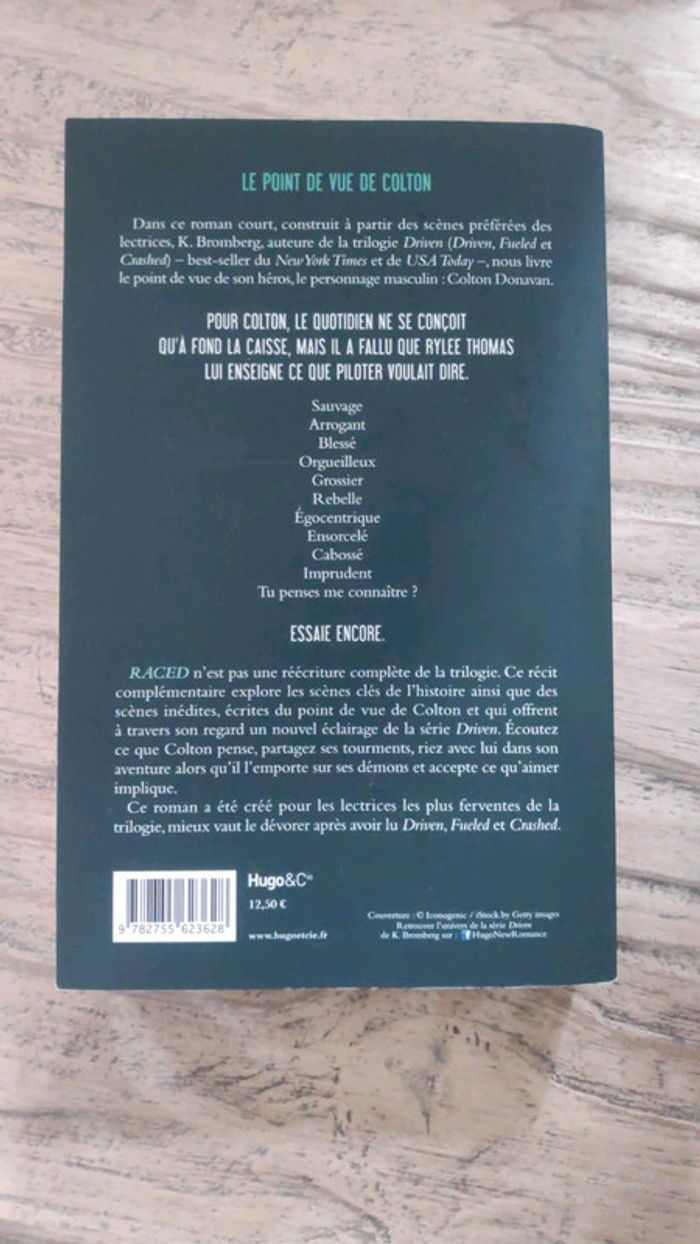 LE POINT DE VUE DE COLTON
Dans ce roman court, construit à partir des scènes préférées des
lectrices, K. Bromberg, auteure de la trilogie Driven (Driven, Fueled et
Crashed) – best-seller du New York Times et de USA Today –, nous livre
le point de vue de son héros, le personnage masculin : Colton Donavan.
POUR COLTON, LE QUOTIDIEN NE SE CONÇOIT
QU'À FOND LA CAISSE, MAIS IL A FALLU QUE RYLEE THOMAS
LUI ENSEIGNE CE QUE PILOTER VOULAIT DIRE.
Sauvage
Arrogant
Blessé
Orgueilleux
Grossier
Rebelle
Égocentrique
Ensorcelé
Cabossé
Imprudent
Tu penses me connaître ?
ESSAIE ENCORE.
RACED n'est pas une réécriture complète de la trilogie. Ce récit
complémentaire explore les scènes clés de l'histoire ainsi que des
scènes inédites, écrites du point de vue de Colton et qui offrent
à travers son regard un nouvel éclairage de la série Driven. Écoutez
ce que Colton pense, partagez ses tourments, riez avec lui dans son
aventure alors qu'il l'emporte sur ses démons et accepte ce qu'aimer
implique.
Ce roman a été créé pour les lectrices les plus ferventes de la
trilogie, mieux vaut le dévorer après avoir lu Driven, Fueled et Crashed.
Hugo&Cie
12,50 €
www.hugoetcie.fr
9 782755 623628
Couverture : © Iconogenic / iStock by Getty images
Retrouver l'univers de la série Driven
de K. Bromberg sur : f HugoNewRomance